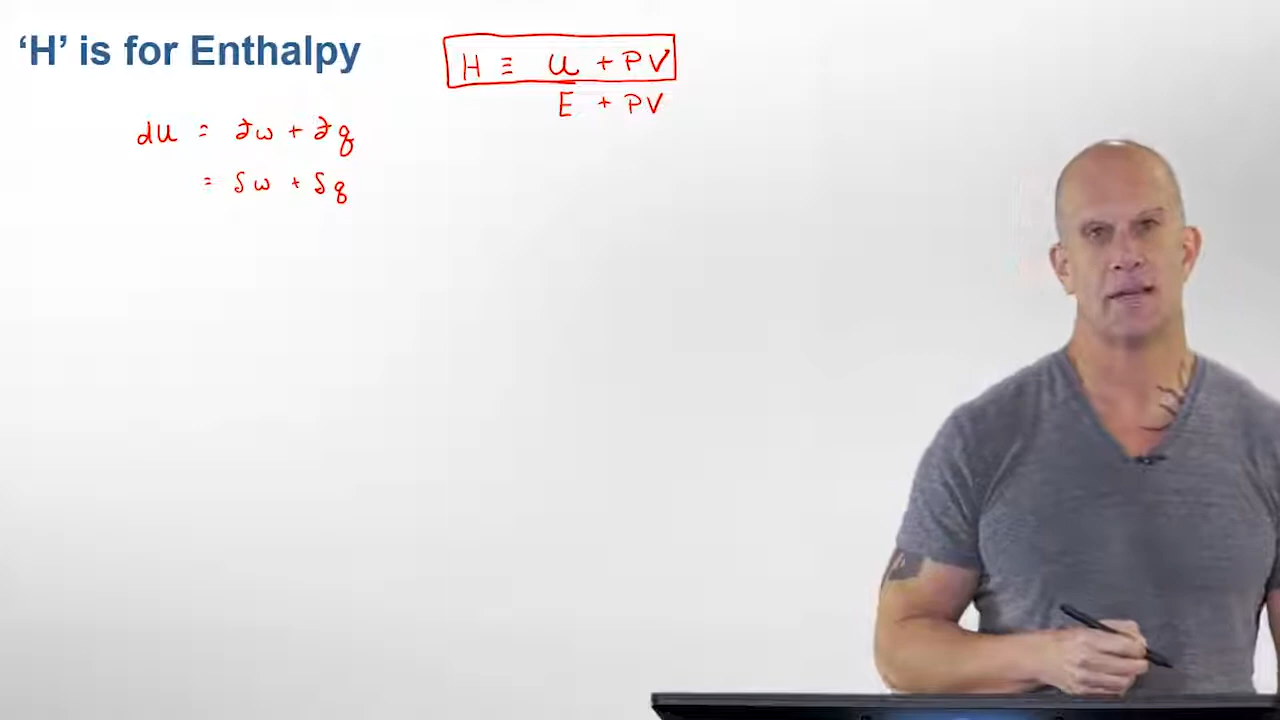 ‘H’ is for Enthalpy
H ≡ U + PV
E + PV
dU = ∂w + ∂q
= δw + δq